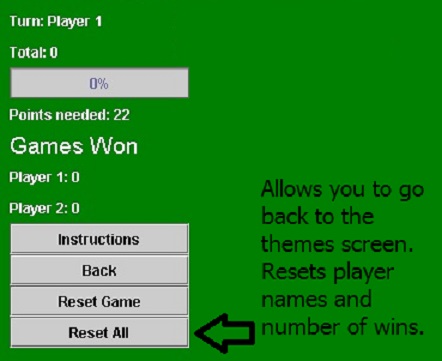 Turn: Player 1
Total: 0
0%
Points needed: 22
Games Won
Player 1: 0
Player 2: 0
Instructions
Back
Reset Game
Reset All
Allows you to go
back to the
themes screen.
Resets player
names and
number of wins.